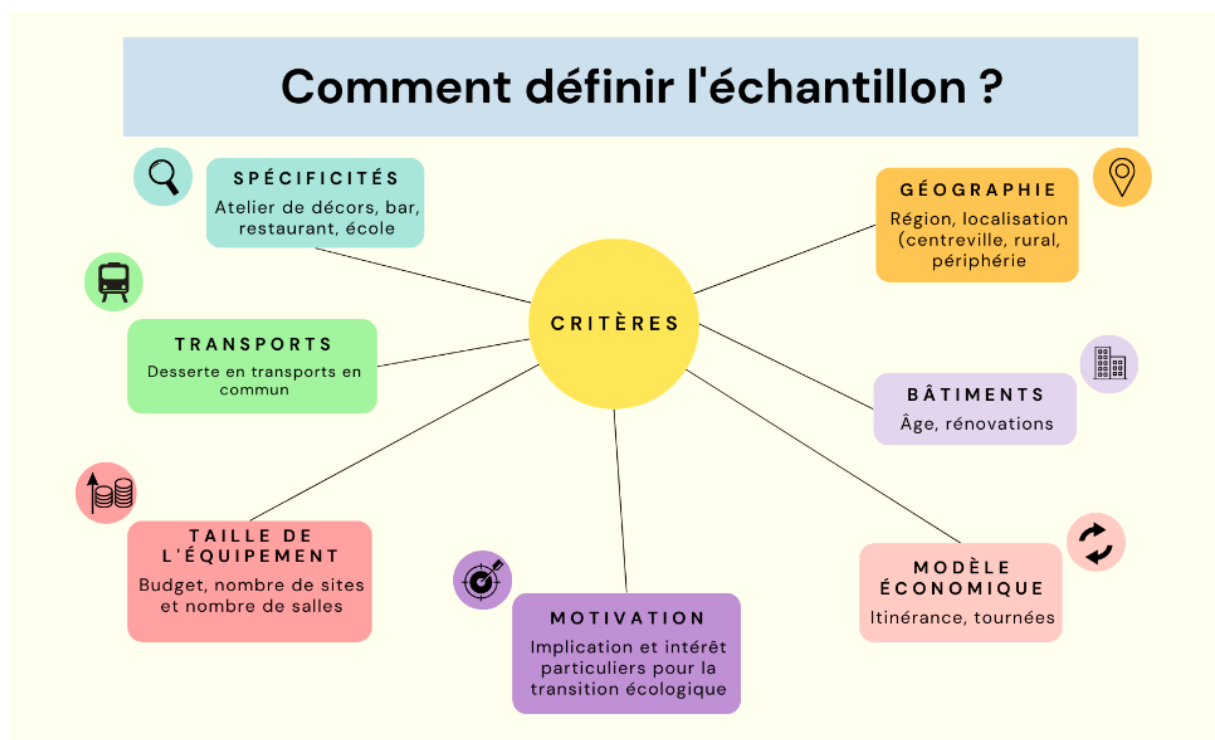 Comment définir l'échantillon ?
SPÉCIFICITÉS
Atelier de décors, bar,
restaurant, école
GÉOGRAPHIE
Région, localisation
(centreville, rural,
périphérie
TRANSPORTS
Desserte en transports en
commun
CRITÈRES
BÂTIMENTS
Âge, rénovations
TAILLE DE
L'ÉQUIPEMENT
Budget, nombre de sites
et nombre de salles
MOTIVATION
Implication et intérêt
particuliers pour la
transition écologique
MODÈLE
ÉCONOMIQUE
Itinérance, tournées